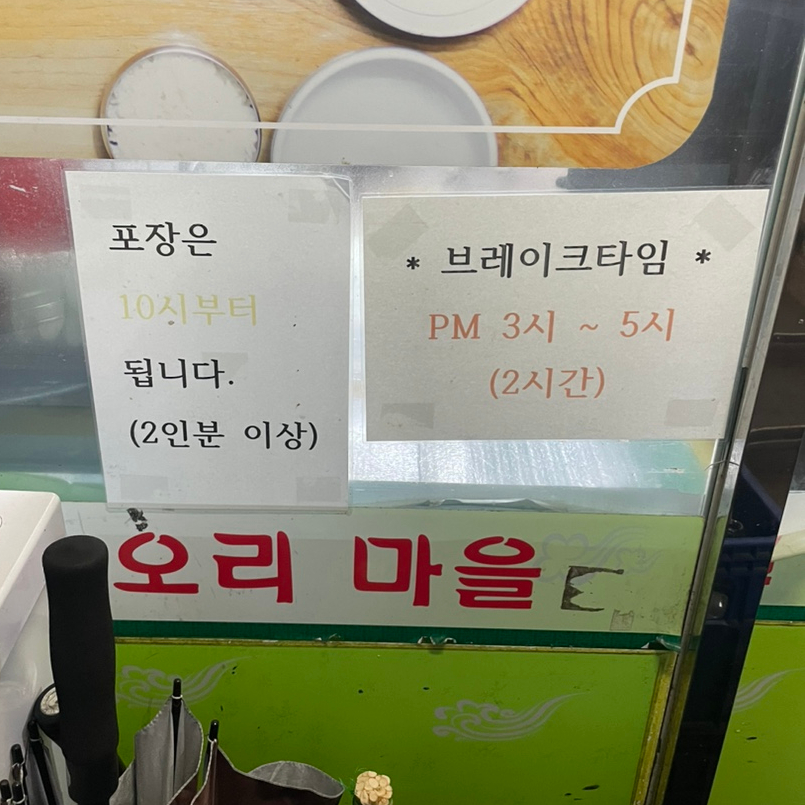 포장은
10시부터
됩니다.
(2인분 이상)
* 브레이크타임 *
PM 3시 ~ 5시
(2시간)
오리 마을